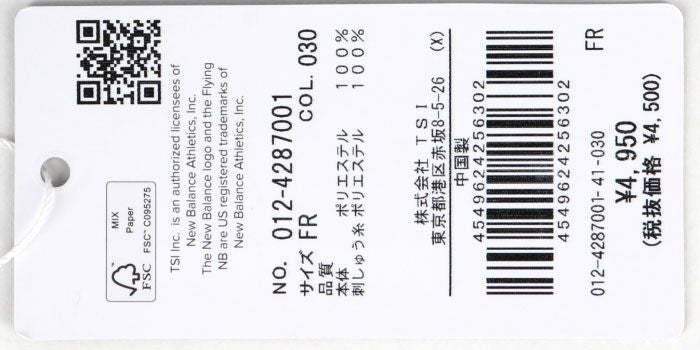 MIX
Paper
FSC™ C095275
FSC
TSI Inc. is an authorized licensees of
New Balance Athletics, Inc.
The New Balance logo and the Flying
NB are US registered trademarks of
New Balance Athletics, Inc.
NO. 012-4287001
サイズ FR COL. 030
品質
本体 ポリエステル 100%
刺しゅう糸 ポリエステル 100%
株式会社 TSI
東京都港区赤坂8-5-26 (X)
中国製
4549624256302
4549624256302
012-4287001-41-030 FR
¥4,950
(税抜価格 ¥4,500)